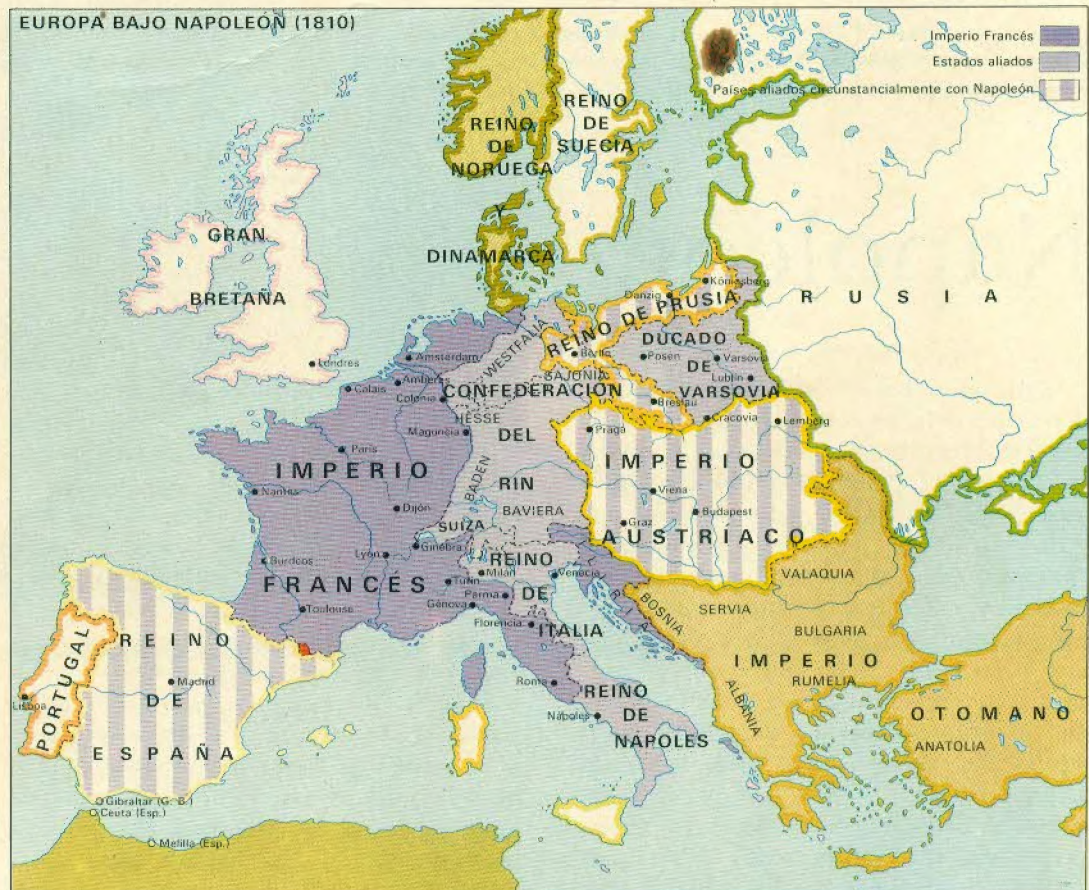 EUROPA BAJO NAPOLEÓN (1810)
Imperio Francés
Estados aliados
Países aliados circunstancialmente con Napoleón
REINO
DE
NORUEGA
Y
DINAMARCA
REINO
DE
SUECIA
GRAN
BRETAÑA
Londres
RUSIA
Königsberg
Danzig
REINO DE PRUSIA
Berlín
DUCADO
DE
VARSOVIA
Posen
Varsovia
Lublin
WESTFALIA
SAJONIA
CONFEDERACIÓN
DEL
RIN
HESSE
BADEN
BAVIERA
Breslau
Cracovia
Lemberg
Praga
IMPERIO
AUSTRIACO
Viena
Budapest
Graz
Amsterdam
Amberes
Calais
Colonia
Maguncia
París
IMPERIO
FRANCÉS
Nantes
Dijón
SUIZA
Ginebra
Lyón
Burdeos
Toulouse
Turín
Milán
Venecia
Parma
Génova
Florencia
REINO
DE
ITALIA
Roma
Nápoles
REINO
DE
NAPOLES
BOSNIA
SERVIA
VALAQUIA
BULGARIA
RUMELIA
ALBANIA
IMPERIO
OTOMANO
ANATOLIA
PORTUGAL
Lisboa
REINO
DE
ESPAÑA
Madrid
Gibraltar (G. B.)
Ceuta (Esp.)
Melilla (Esp.)